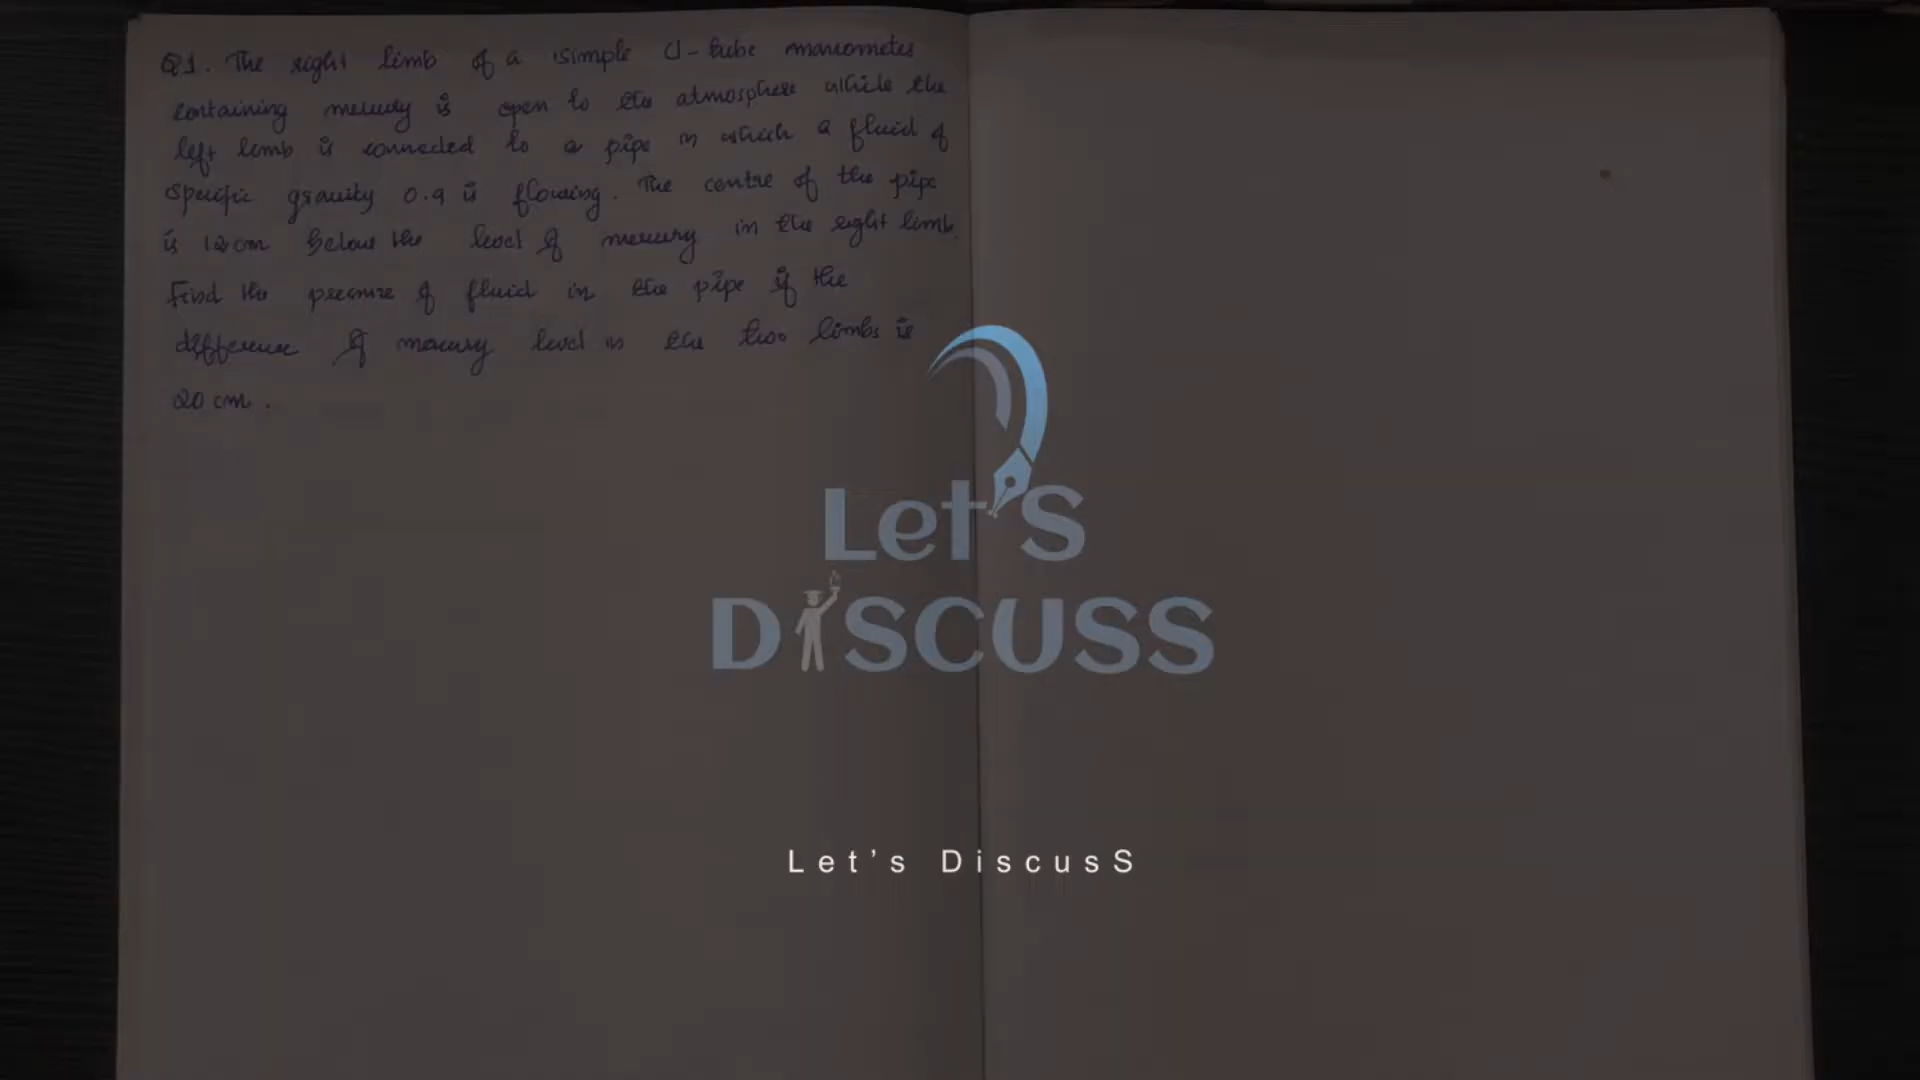 Q1. The right limb of a simple U-tube manometer
containing mercury is open to the atmosphere while the
left limb is connected to a pipe in which a fluid of
specific gravity 0.9 is flowing. The centre of the pipe
is 12 cm below the level of mercury in the right limb.
Find the pressure of fluid in the pipe if the
difference of mercury level in the two limbs is
20 cm.
Let's
DiSCUSS
Let's DiscusS